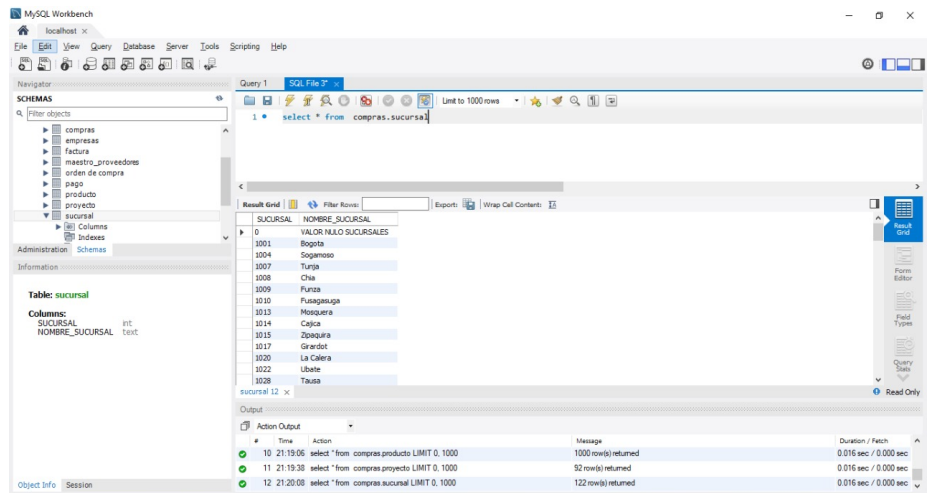 MySQL Workbench
localhost ×
File Edit View Query Database Server Tools Scripting Help
Navigator
SCHEMAS
Filter objects
compras
empresas
factura
maestro_proveedores
orden de compra
pago
producto
proyecto
sucursal
Columns
Indexes
Administration Schemas
Information
Table: sucursal
Columns:
SUCURSAL int
NOMBRE_SUCURSAL text
Object Info Session
Query 1 SQL File 3* ×
Limit to 1000 rows
1 select * from compras.sucursal
Result Grid Filter Rows: Export: Wrap Cell Content:
SUCURSAL NOMBRE_SUCURSAL
0 VALOR NULO SUCURSALES
1001 Bogota
1004 Sogamoso
1007 Tunja
1008 Chia
1009 Funza
1010 Fusagasuga
1013 Mosquera
1014 Cajica
1015 Zipaquira
1017 Girardot
1020 La Calera
1022 Ubate
1028 Tausa
Result Grid
Form Editor
Field Types
Query Stats
sucursal 12 ×
Read Only
Output
Action Output
# Time Action Message Duration / Fetch
10 21:19:06 select * from compras.producto LIMIT 0, 1000 1000 row(s) returned 0.016 sec / 0.000 sec
11 21:19:38 select * from compras.proyecto LIMIT 0, 1000 92 row(s) returned 0.016 sec / 0.000 sec
12 21:20:08 select * from compras.sucursal LIMIT 0, 1000 122 row(s) returned 0.016 sec / 0.000 sec